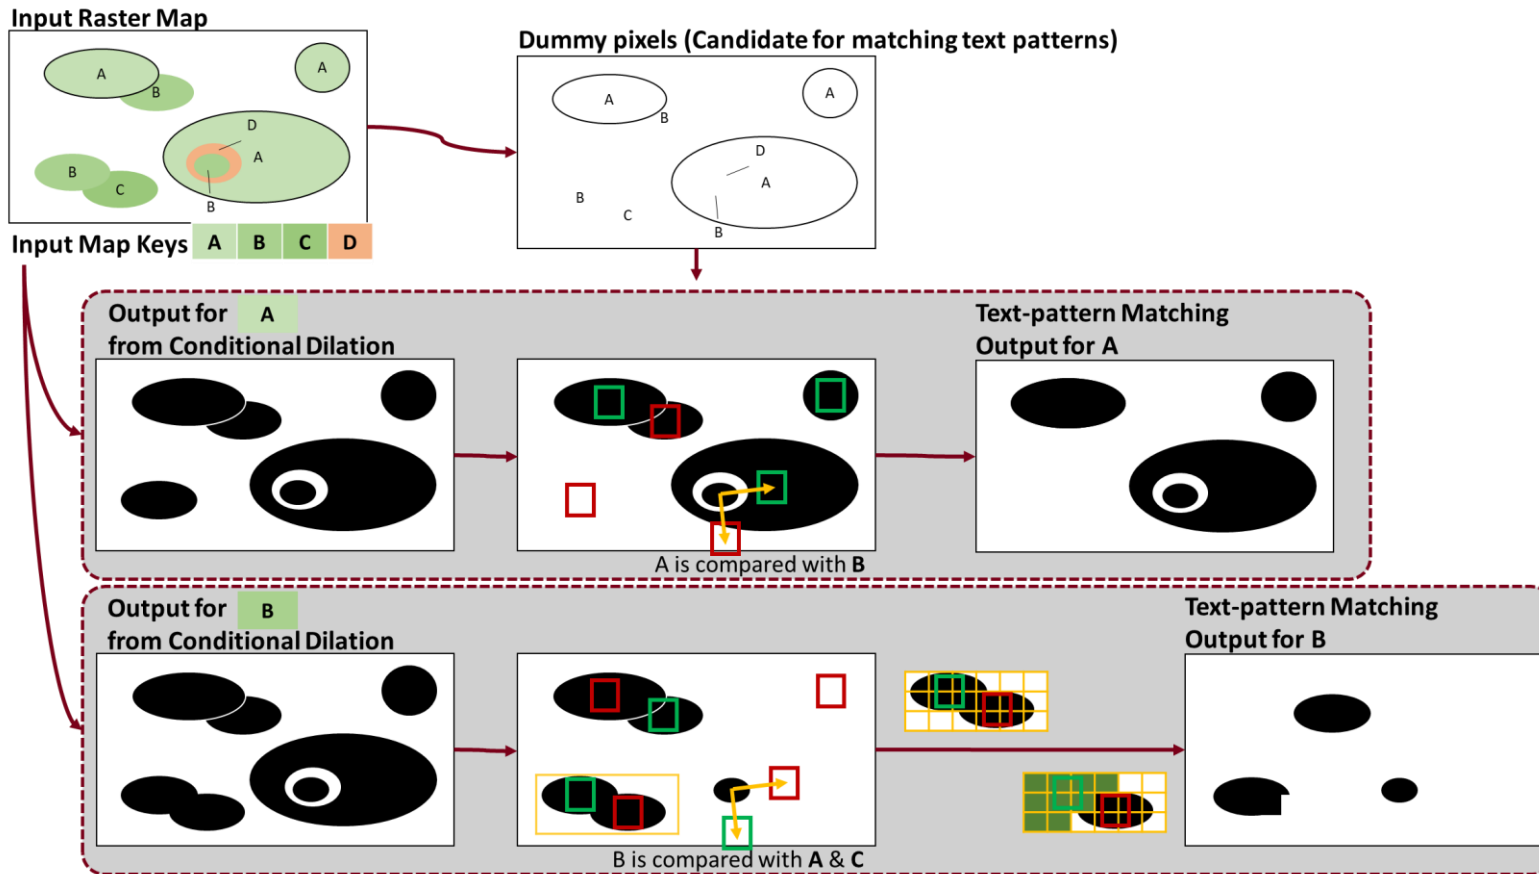 Input Raster Map
A
B
A
D
A
B
C
B
Input Map Keys A B C D
Dummy pixels (Candidate for matching text patterns)
A
A
B
D
A
B
C
B
Output for A
from Conditional Dilation
Text-pattern Matching
Output for A
A is compared with B
Output for B
from Conditional Dilation
Text-pattern Matching
Output for B
B is compared with A & C